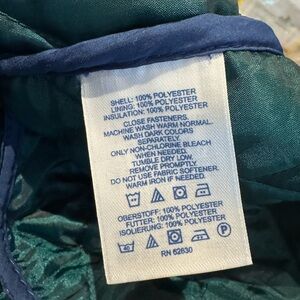 SHELL: 100% POLYESTER
LINING: 100% POLYESTER
INSULATION: 100% POLYESTER
CLOSE FASTENERS.
MACHINE WASH WARM NORMAL.
WASH DARK COLORS
SEPARATELY.
ONLY NON-CHLORINE BLEACH
WHEN NEEDED.
TUMBLE DRY LOW.
REMOVE PROMPTLY.
DO NOT USE FABRIC SOFTENER.
WARM IRON IF NEEDED.
OBERSTOFF: 100% POLYESTER
FUTTER: 100% POLYESTER
ISOLIERUNG: 100% POLYESTER
RN 62830